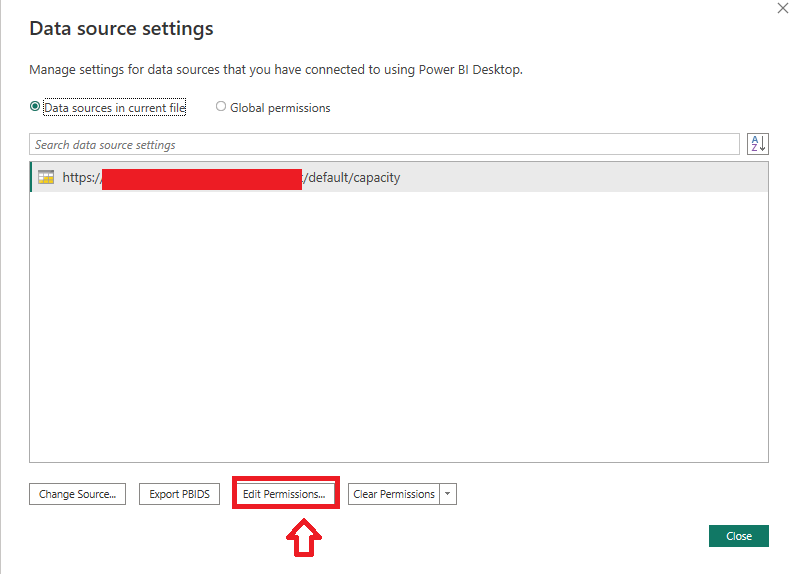 Data source settings
Manage settings for data sources that you have connected to using Power BI Desktop.
Data sources in current file Global permissions
Search data source settings
A
Z
https:/ :/default/capacity
Change Source... Export PBIDS Edit Permissions... Clear Permissions
Close